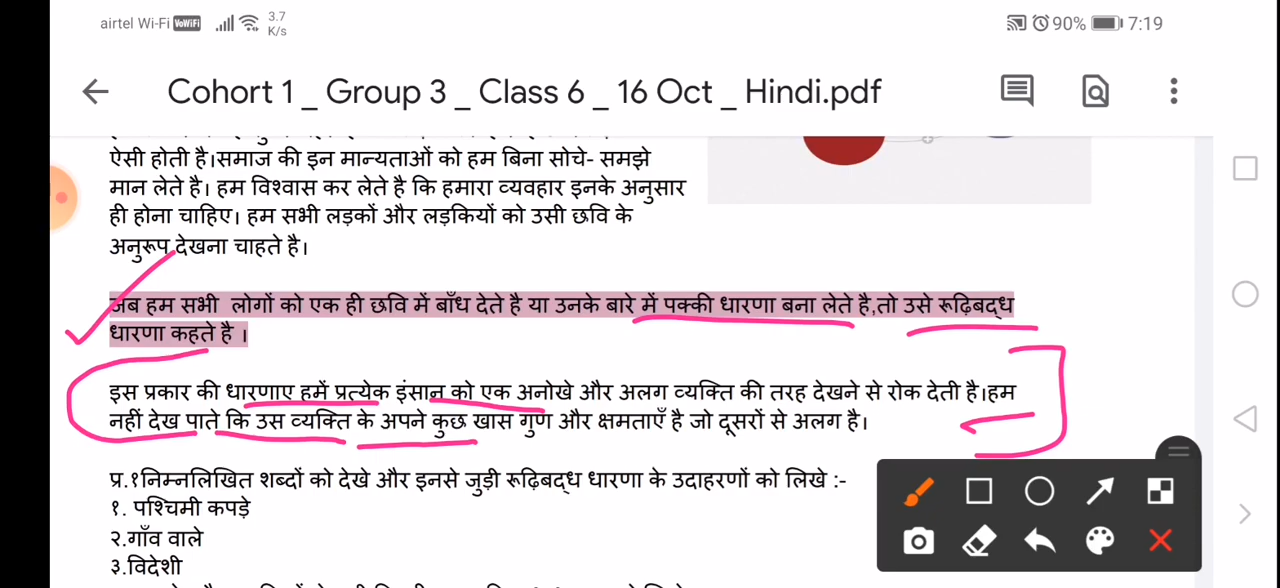 airtel Wi-Fi VoWiFi 3.7 K/s 90% 7:19
Cohort 1 _ Group 3 _ Class 6 _ 16 Oct _ Hindi.pdf
ऐसी होती है।समाज की इन मान्यताओं को हम बिना सोचे- समझे
मान लेते है। हम विश्वास कर लेते है कि हमारा व्यवहार इनके अनुसार
ही होना चाहिए। हम सभी लड़कों और लड़कियों को उसी छवि के
अनुरूप देखना चाहते है।
जब हम सभी लोगों को एक ही छवि में बाँध देते है या उनके बारे में पक्की धारणा बना लेते है,तो उसे रूढ़िबद्ध
धारणा कहते है ।
इस प्रकार की धारणाए हमें प्रत्येक इंसान को एक अनोखे और अलग व्यक्ति की तरह देखने से रोक देती है।हम
नहीं देख पाते कि उस व्यक्ति के अपने कुछ खास गुण और क्षमताएँ है जो दूसरों से अलग है।
प्र.१निम्नलिखित शब्दों को देखे और इनसे जुड़ी रूढ़िबद्ध धारणा के उदाहरणों को लिखे :-
१. पश्चिमी कपड़े
२.गाँव वाले
३.विदेशी